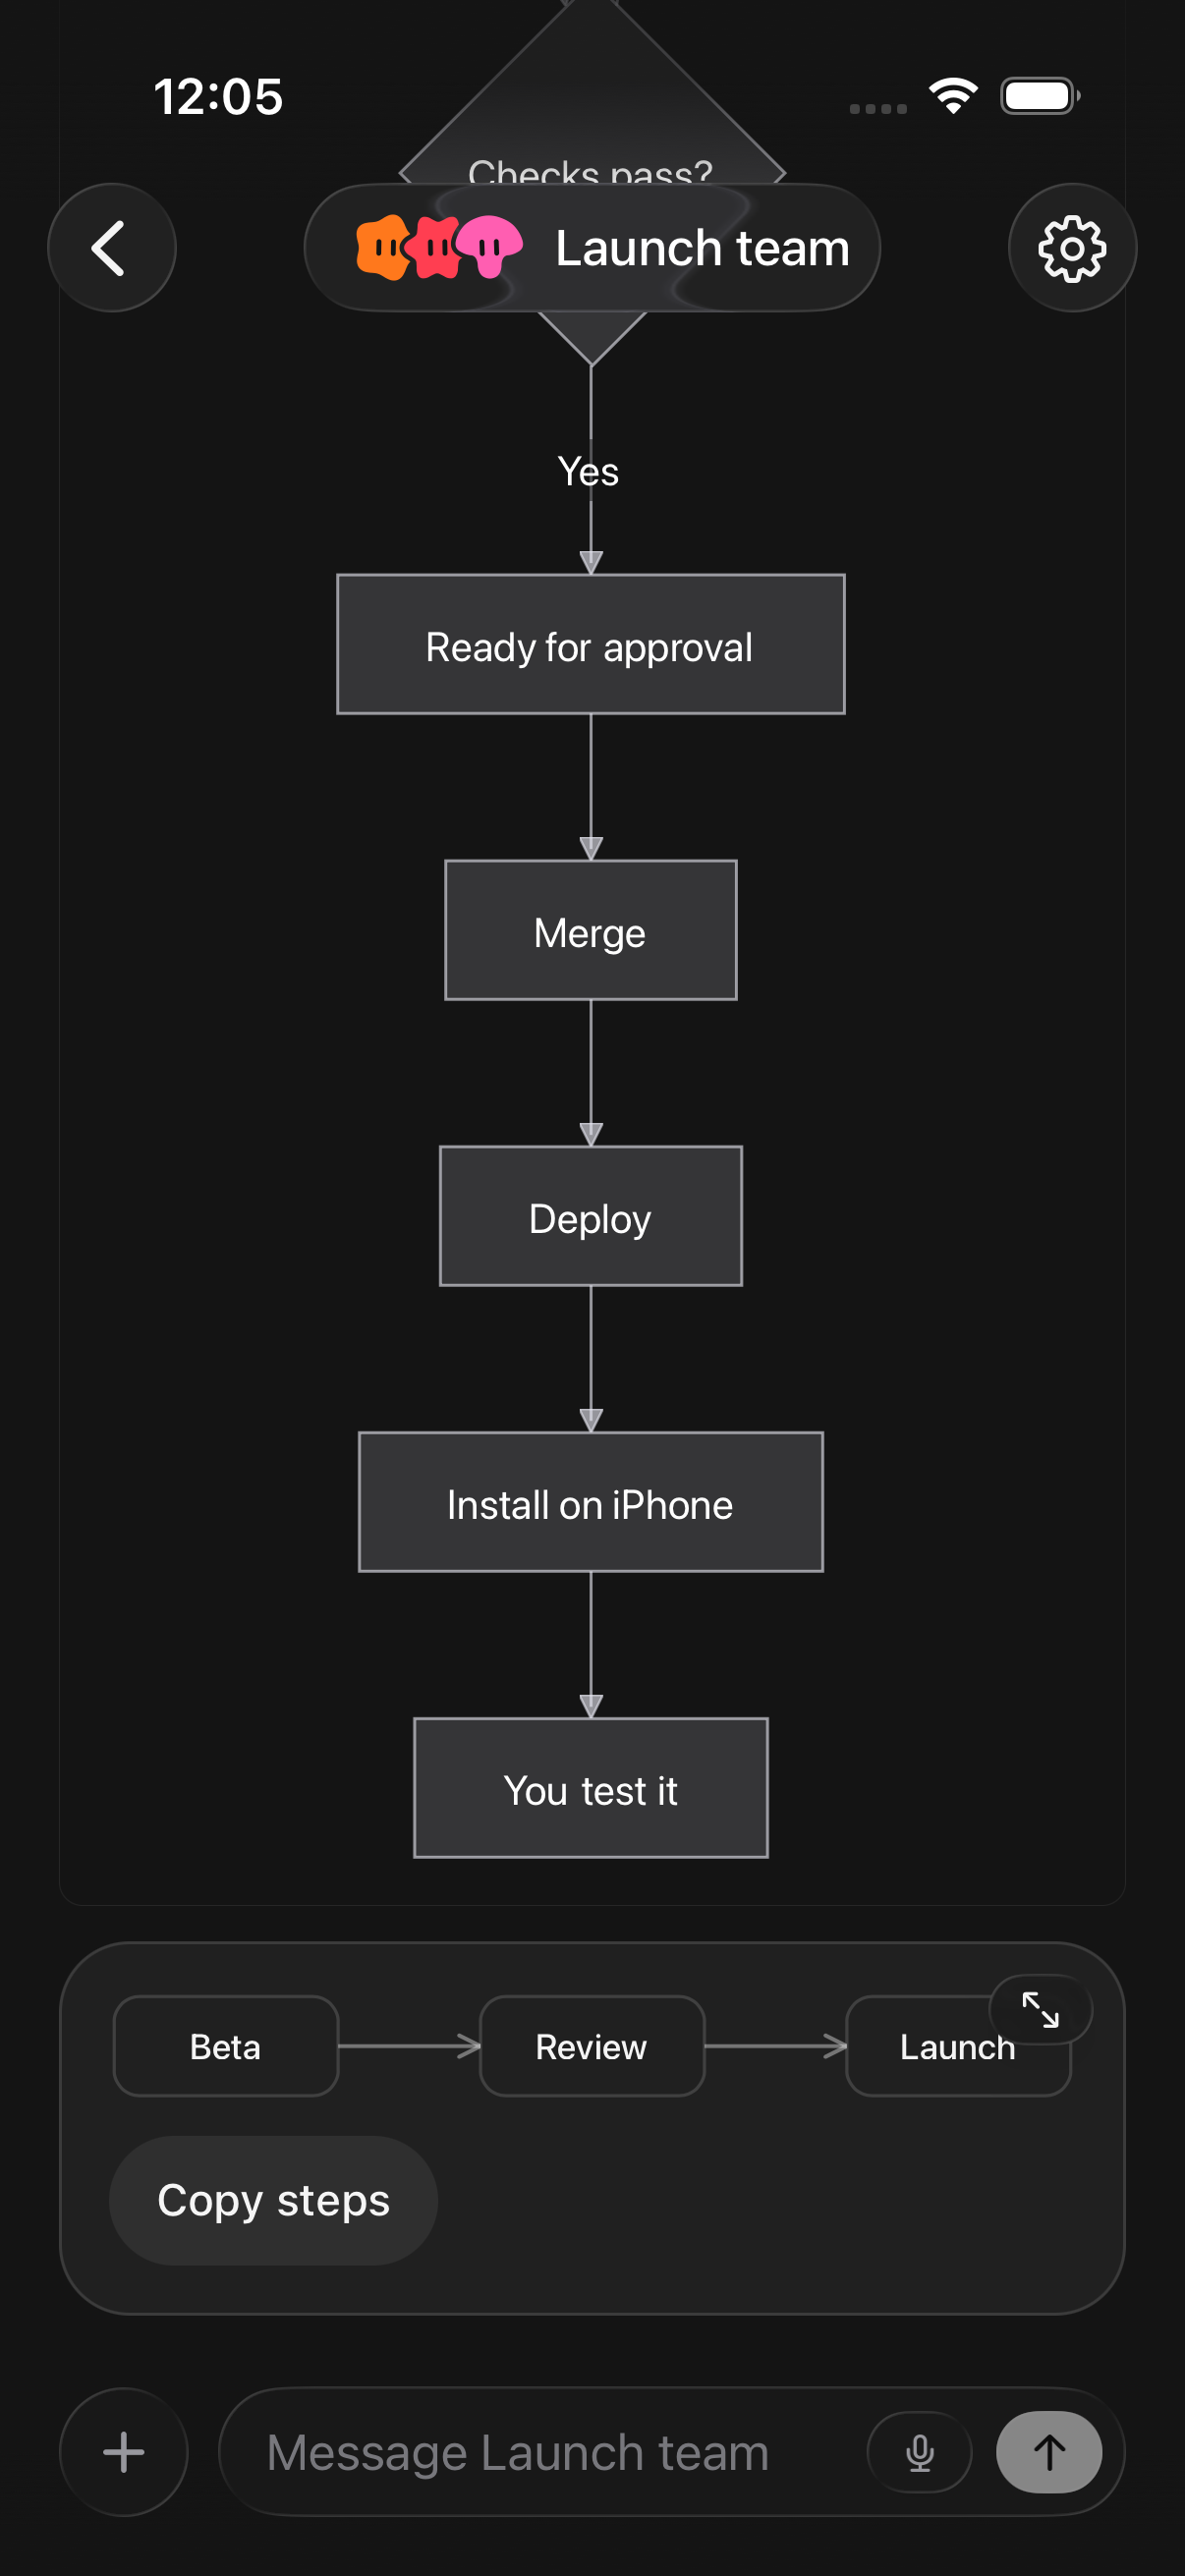 12:05
Checks pass?
Launch team
Yes
Ready for approval
Merge
Deploy
Install on iPhone
You test it
Beta
Review
Launch
Copy steps
Message Launch team